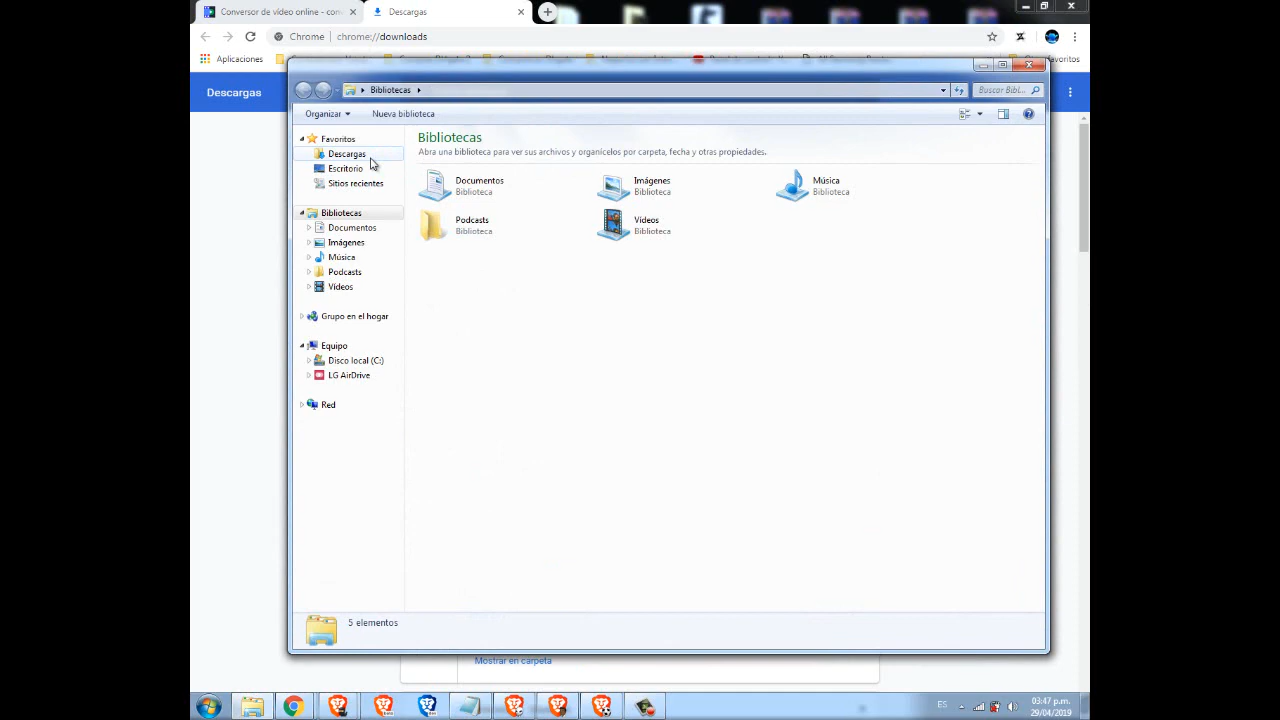 Conversor de vídeo online - conv
Descargas
Chrome
chrome://downloads
Aplicaciones
Descargas
Bibliotecas
Buscar Bibl...
Organizar
Nueva biblioteca
Favoritos
Descargas
Escritorio
Sitios recientes
Bibliotecas
Documentos
Imágenes
Música
Podcasts
Vídeos
Grupo en el hogar
Equipo
Disco local (C:)
LG AirDrive
Red
Bibliotecas
Abra una biblioteca para ver sus archivos y organícelos por carpeta, fecha y otras propiedades.
Documentos
Biblioteca
Imágenes
Biblioteca
Música
Biblioteca
Podcasts
Biblioteca
Vídeos
Biblioteca
5 elementos
Mostrar en carpeta
ES
03:47 p.m.
29/04/2019